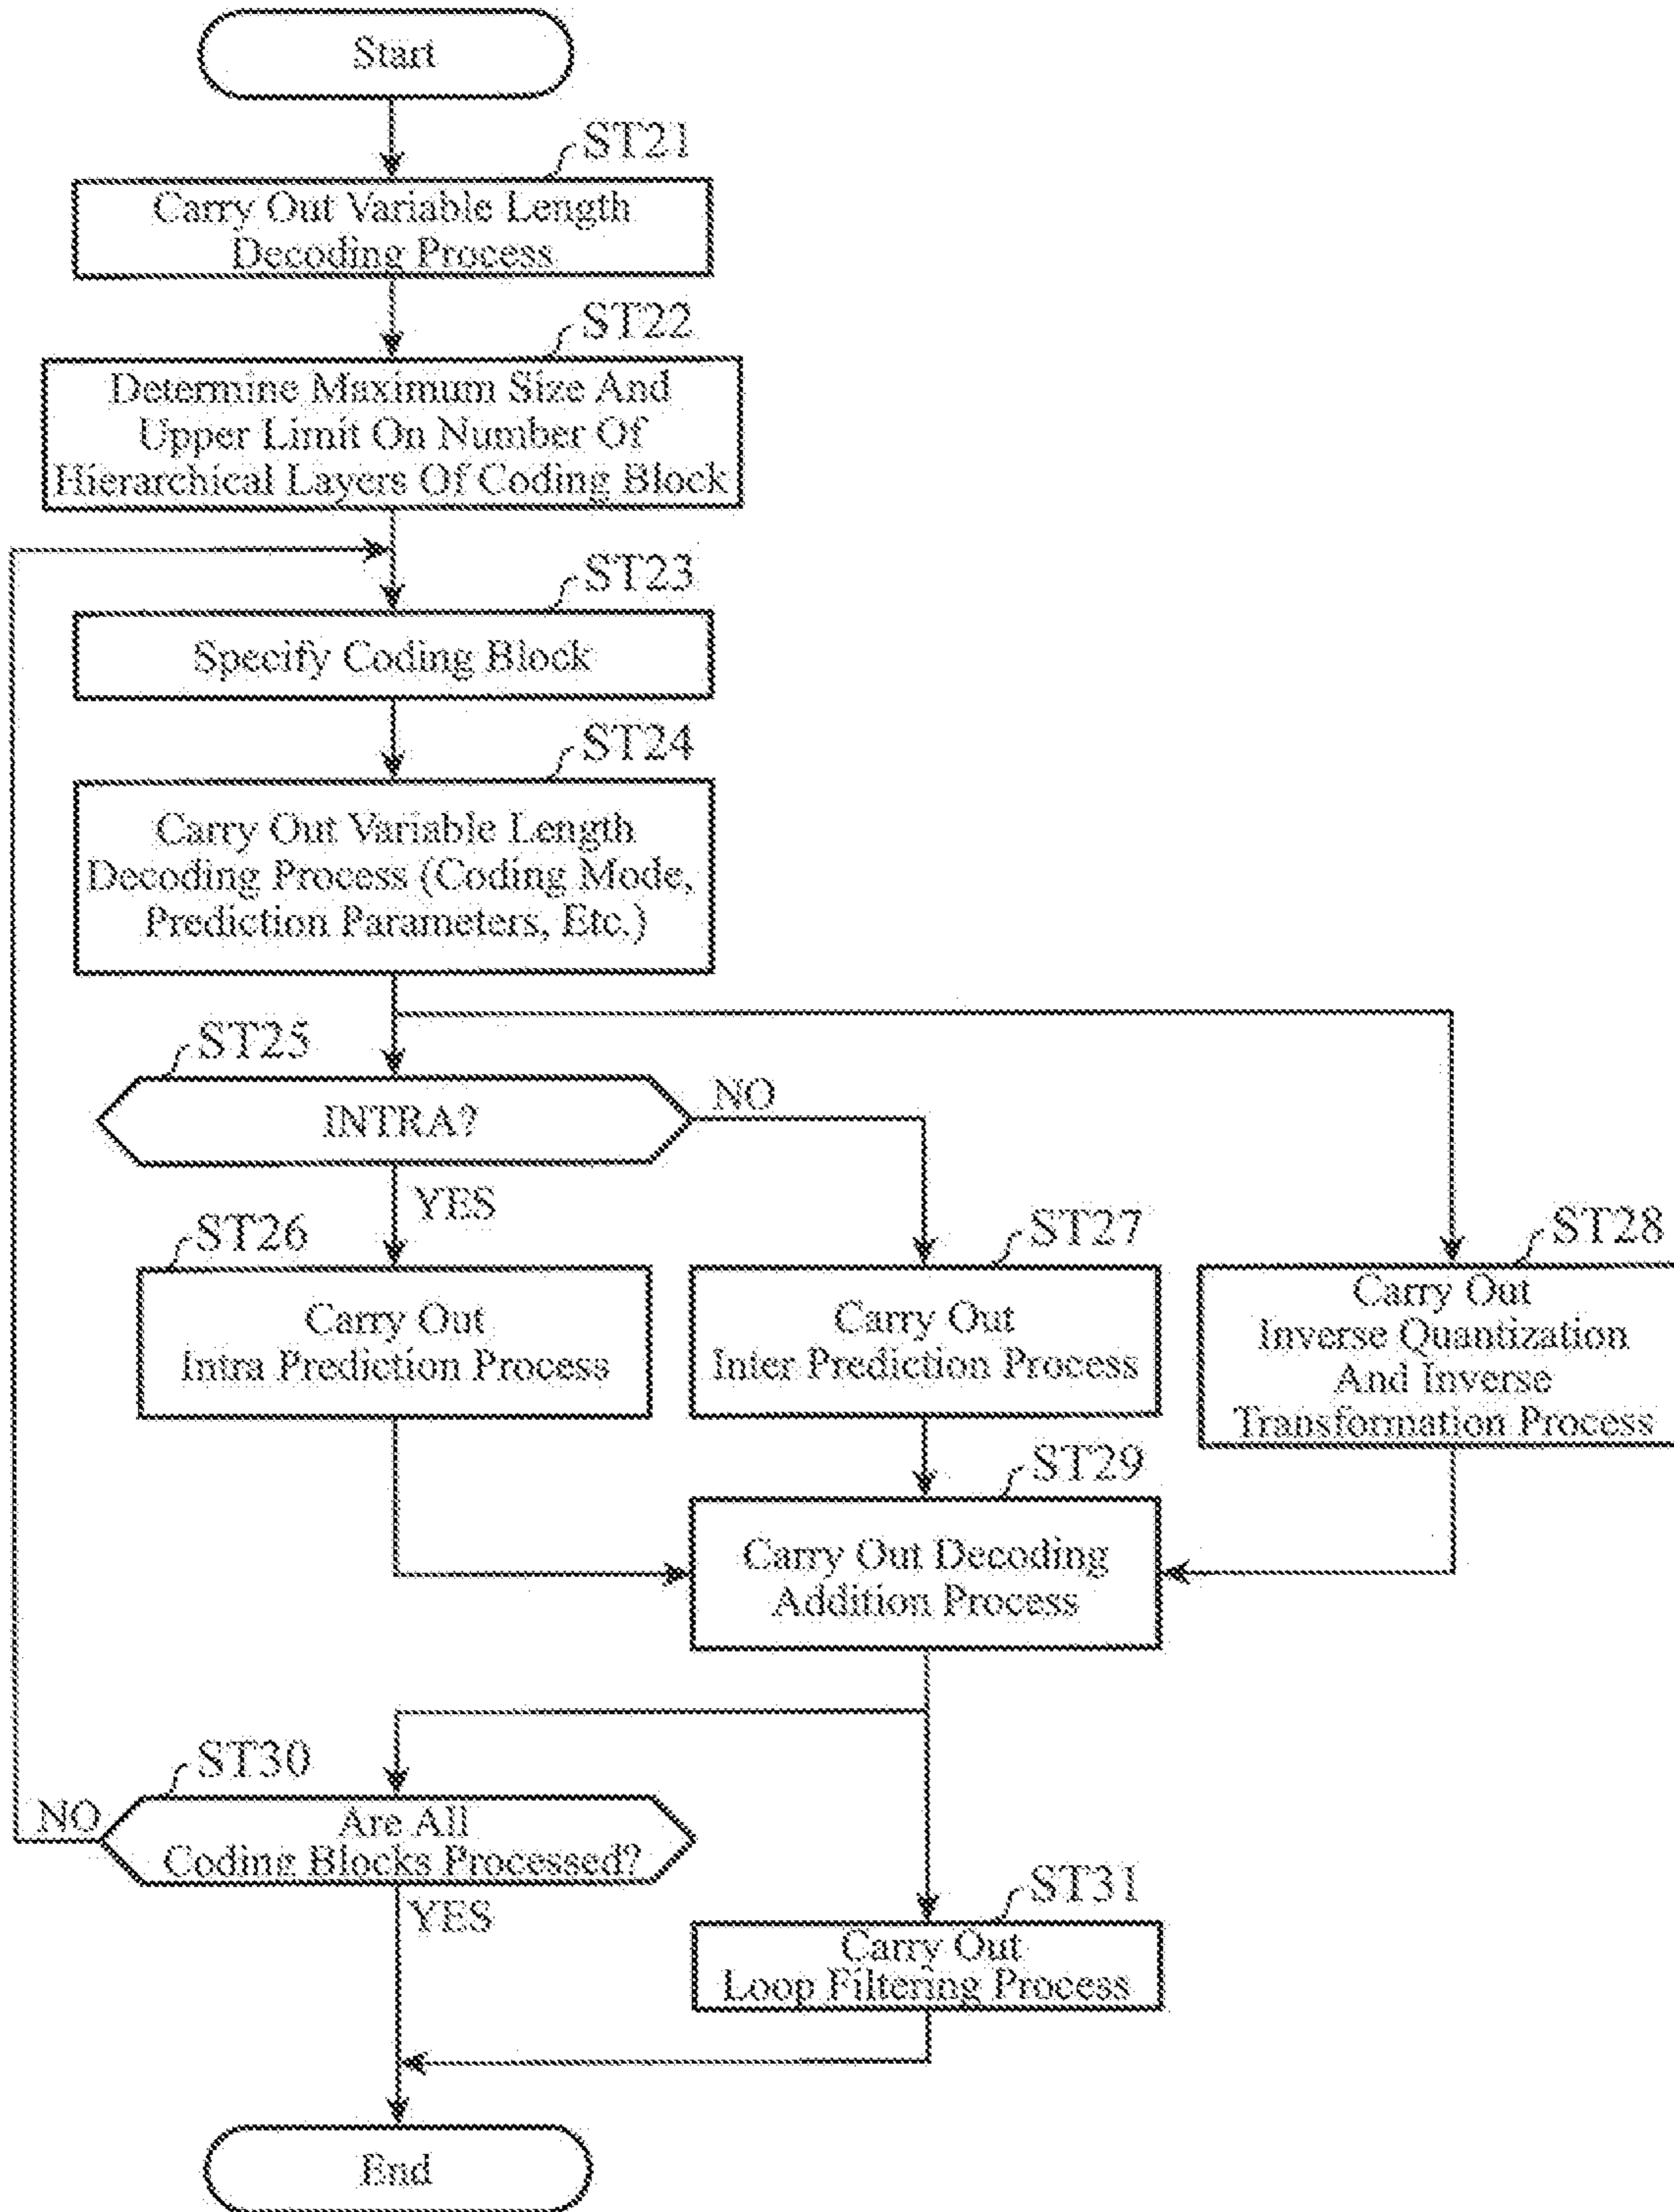 Start
ST21
Carry Out Variable Length
Decoding Process
ST22
Determine Maximum Size And
Upper Limit On Number Of
Hierarchical Layers Of Coding Block
ST23
Specify Coding Block
ST24
Carry Out Variable Length
Decoding Process (Coding Mode,
Prediction Parameters, Etc.)
ST25
INTRA?
NO
YES
ST26
Carry Out
Intra Prediction Process
ST27
Carry Out
Inter Prediction Process
ST28
Carry Out
Inverse Quantization
And Inverse
Transformation Process
ST29
Carry Out Decoding
Addition Process
ST30
NO
Are All
Coding Blocks Processed?
YES
ST31
Carry Out
Loop Filtering Process
End